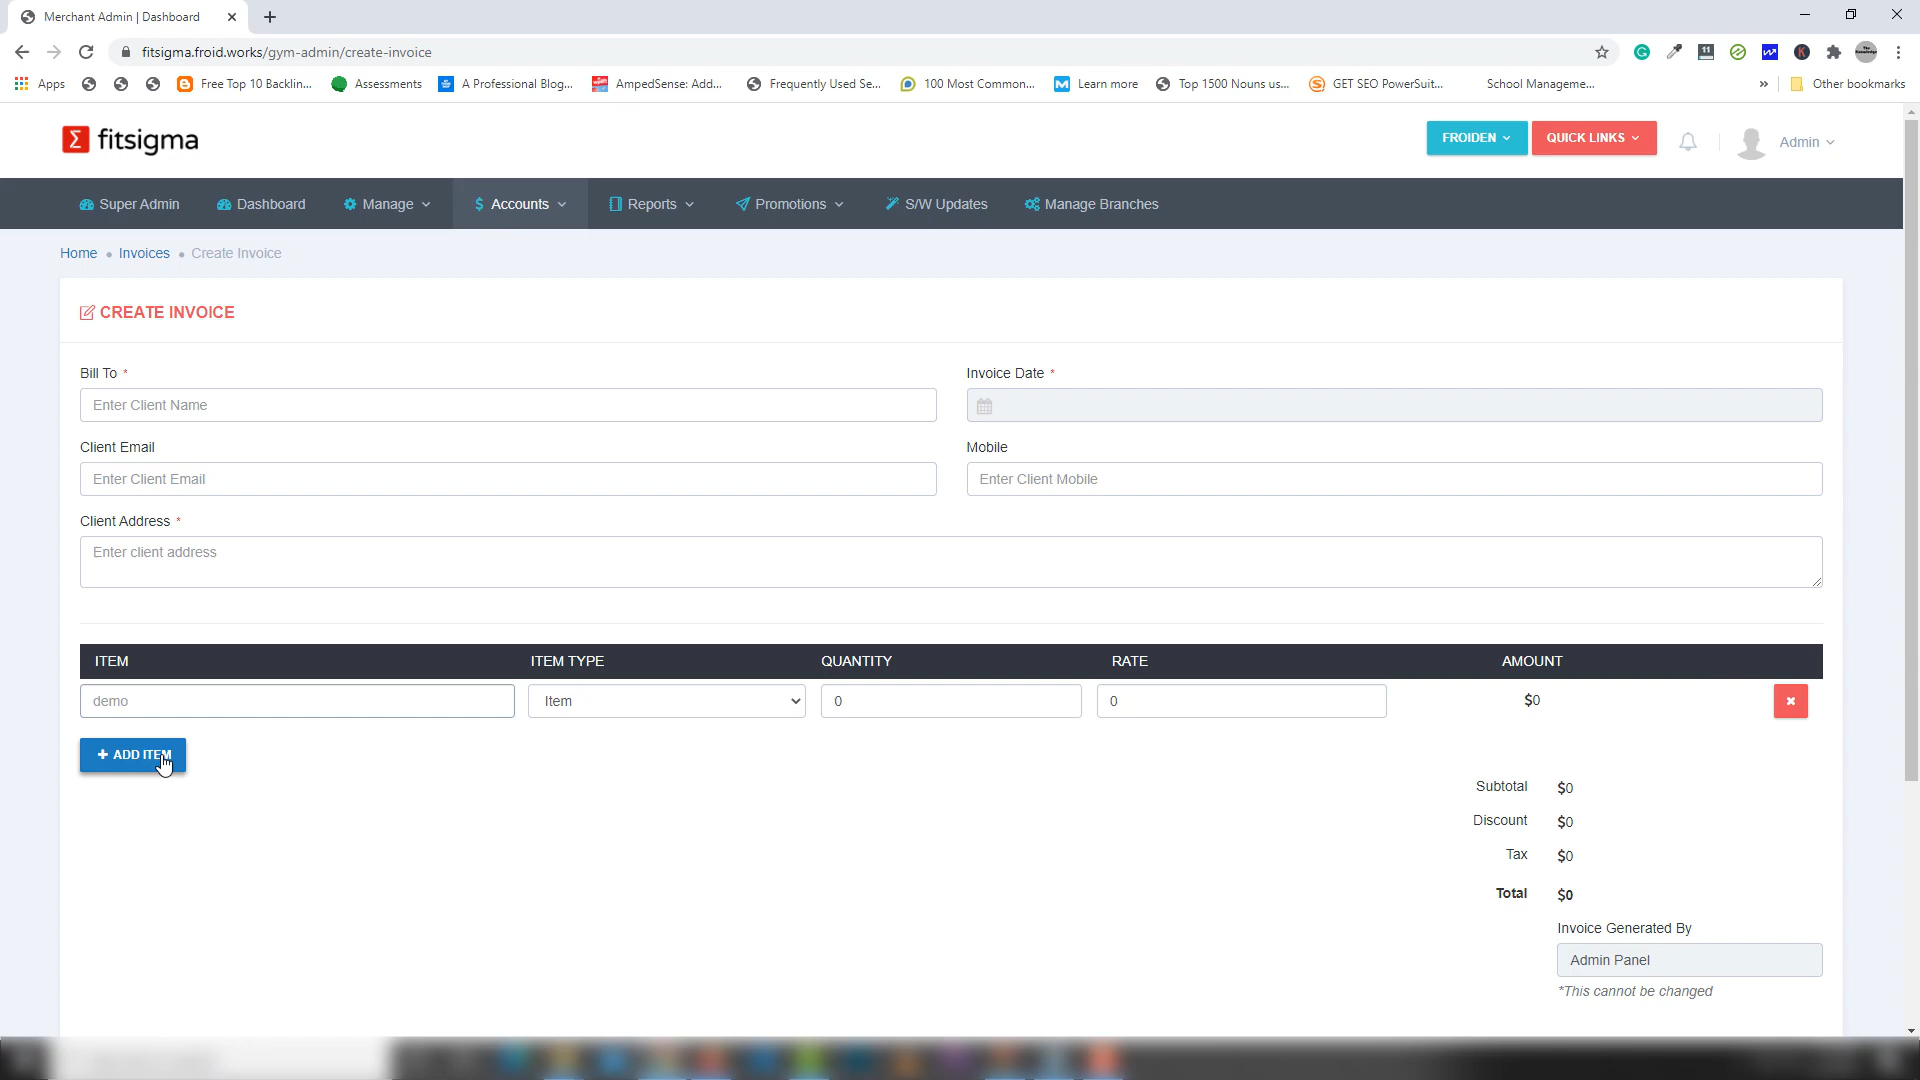 Merchant Admin | Dashboard
fitsigma.froid.works/gym-admin/create-invoice
Apps Free Top 10 Backlin... Assessments A Professional Blog... AmpedSense: Add... Frequently Used Se... 100 Most Common... Learn more Top 1500 Nouns us... GET SEO PowerSuit... School Manageme... » Other bookmarks
fitsigma FROIDEN QUICK LINKS Admin
Super Admin Dashboard Manage Accounts Reports Promotions S/W Updates Manage Branches
Home • Invoices • Create Invoice
CREATE INVOICE
Bill To * Invoice Date *
Enter Client Name
Client Email Mobile
Enter Client Email Enter Client Mobile
Client Address *
Enter client address
ITEM ITEM TYPE QUANTITY RATE AMOUNT
demo Item 0 0 $0
+ ADD ITEM
Subtotal $0
Discount $0
Tax $0
Total $0
Invoice Generated By
Admin Panel
*This cannot be changed